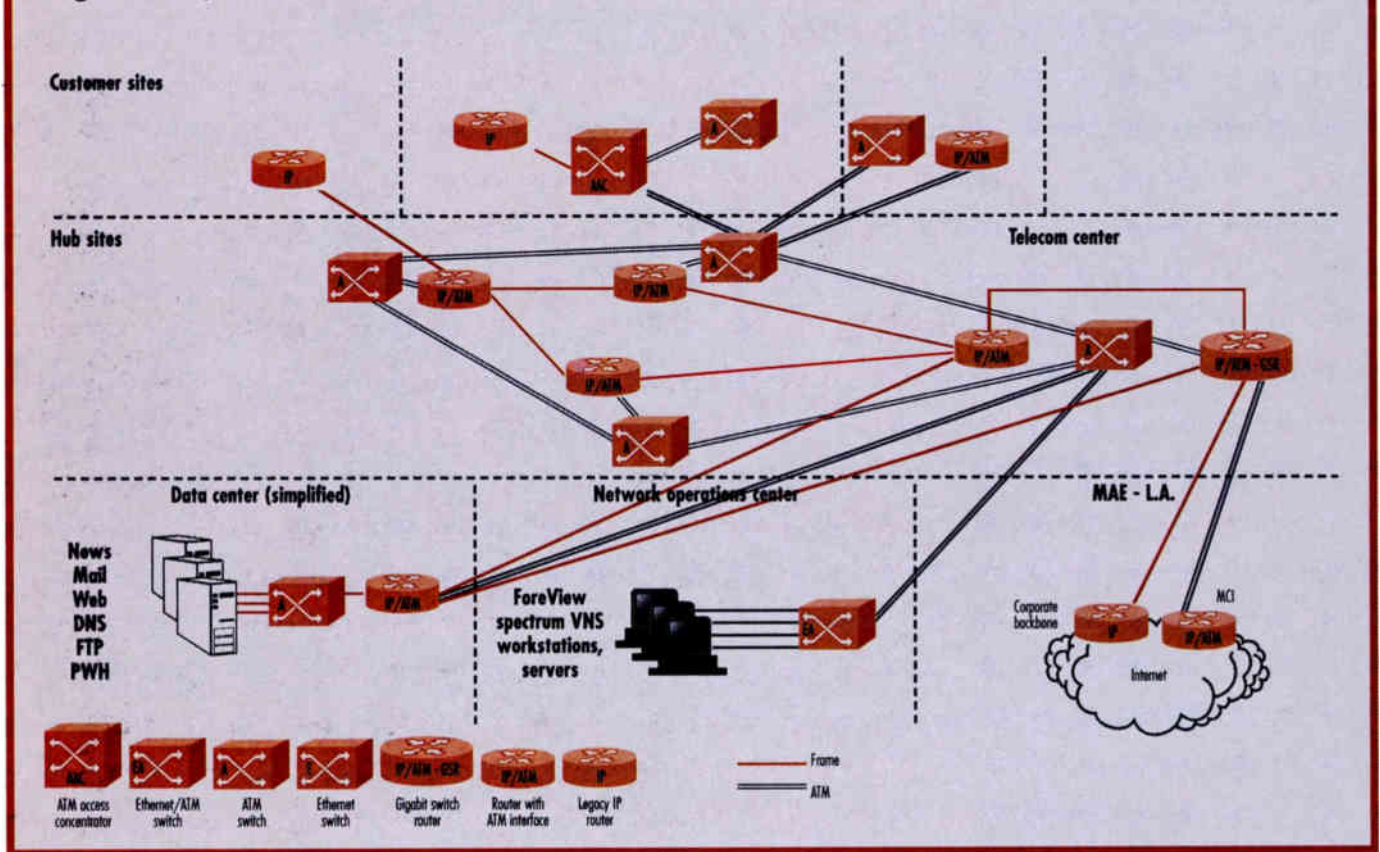 Customer sites
IP
A
A
IP/ATM
IP
AAC
Hub sites
Telecom center
A
IP/ATM
IP/ATM
A
IP/ATM
A
IP/ATM - GSR
IP/ATM
A
Data center (simplified)
Network operations center
MAE - L.A.
News
Mail
Web
DNS
FTP
PWH
A
IP/ATM
ForeView
spectrum VNS
workstations,
servers
EA
Corporate
backbone
MCI
IP
IP/ATM
Internet
AAC
EA
A
E
IP/ATM - GSR
IP/ATM
IP
ATM access
concentrator
Ethernet/ATM
switch
ATM
switch
Ethernet
switch
Gigabit switch
router
Router with
ATM interface
Legacy IP
router
Frame
ATM